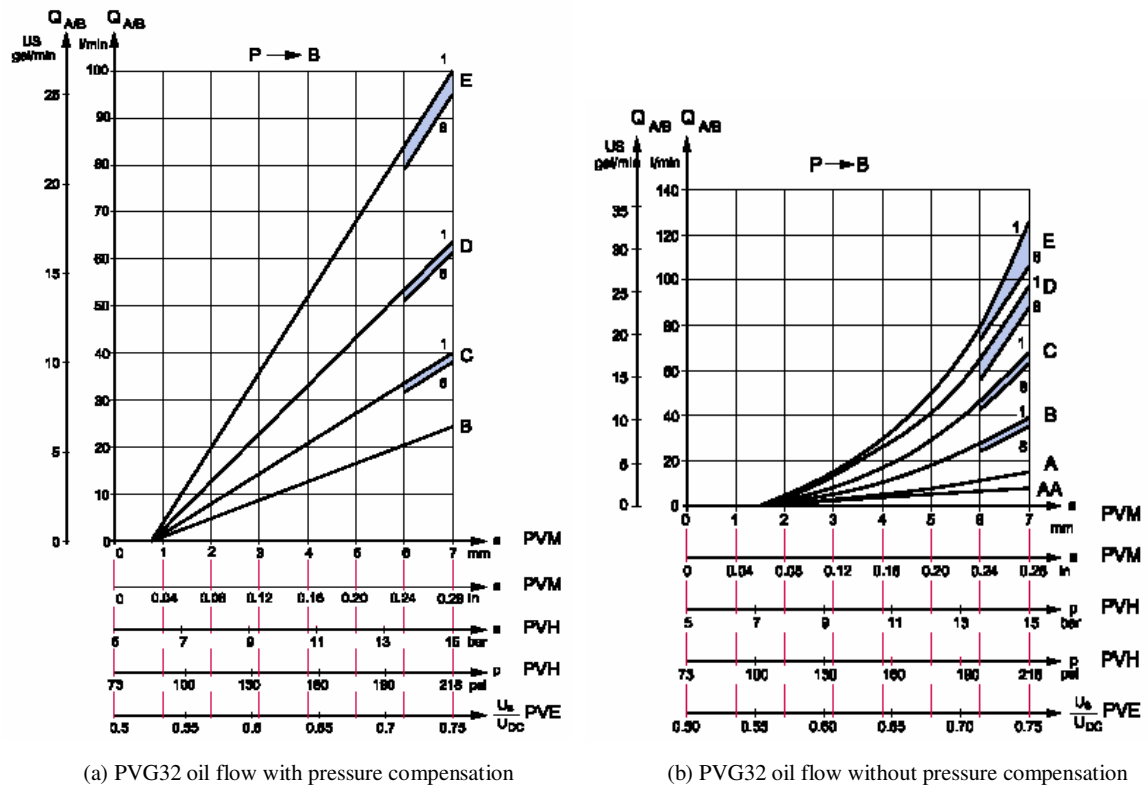 Q A/B Q A/B
US gal/min l/min
P B
100
90
80
70
60
50
40
30
20
10
0
25
20
15
10
5
0
1
E
8
1
D
8
1
C
8
B
0 1 2 3 4 5 6 7 PVM
mm
0 0.04 0.08 0.12 0.16 0.20 0.24 0.28 in PVM
5 7 9 11 13 15 bar PVH
73 100 130 160 190 218 psi p PVH
0.5 0.55 0.6 0.65 0.7 0.75 Us/UDC PVE
(a) PVG32 oil flow with pressure compensation
Q A/B Q A/B
US gal/min l/min
P B
140
120
100
80
60
40
20
0
35
30
25
20
15
10
5
0
1
E
8
1
D
8
1
C
8
1
B
8
A
AA
0 1 2 3 4 5 6 7 PVM
mm
0 0.04 0.08 0.12 0.16 0.20 0.24 0.28 in PVM
5 7 9 11 13 15 p bar PVH
73 100 130 160 190 218 p psi PVH
0.50 0.55 0.60 0.65 0.70 0.75 Us/UDC PVE
(b) PVG32 oil flow without pressure compensation